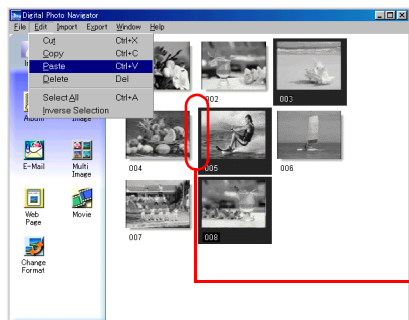 Digital Photo Navigator
File Edit Import Export Window Help
Cut Ctrl+X
Copy Ctrl+C
Paste Ctrl+V
Delete Del
Select All Ctrl+A
Inverse Selection
002 003
Album Image
004 005 006
E-Mail Multi Image
Web Page Movie
007 008
Change Format